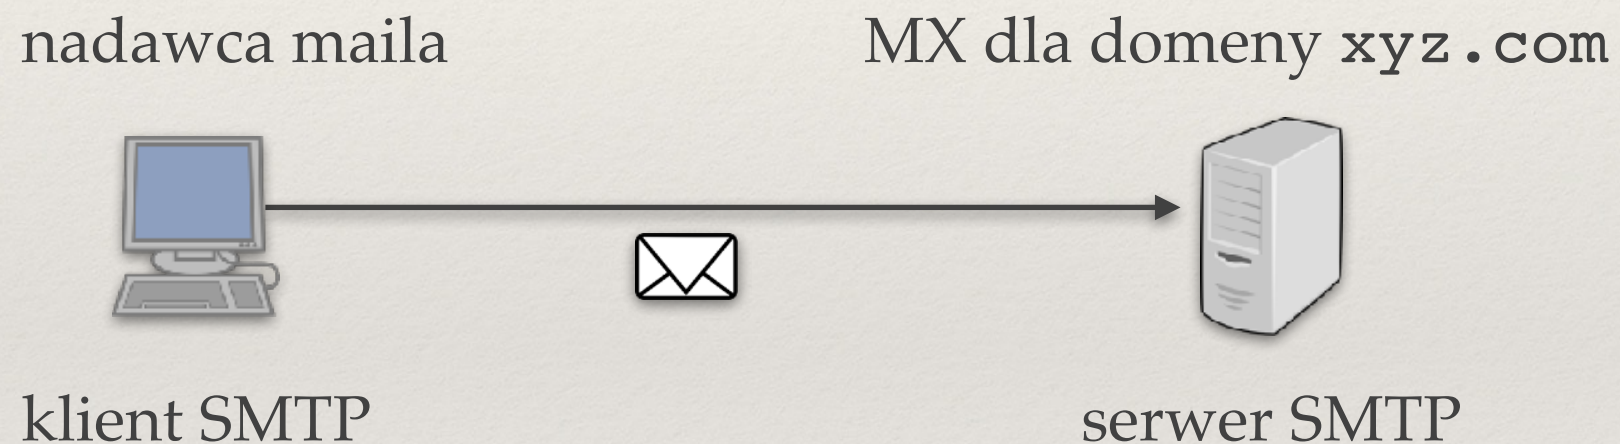 nadawca maila
MX dla domeny xyz.com
klient SMTP
serwer SMTP